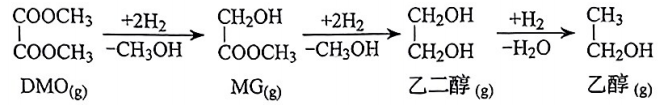 COOCH₃ +2H₂ CH₂OH +2H₂ CH₂OH +H₂ CH₃
COOCH₃ −CH₃OH COOCH₃ −CH₃OH CH₂OH −H₂O CH₂OH
DMO(g) MG(g) 乙二醇(g) 乙醇(g)